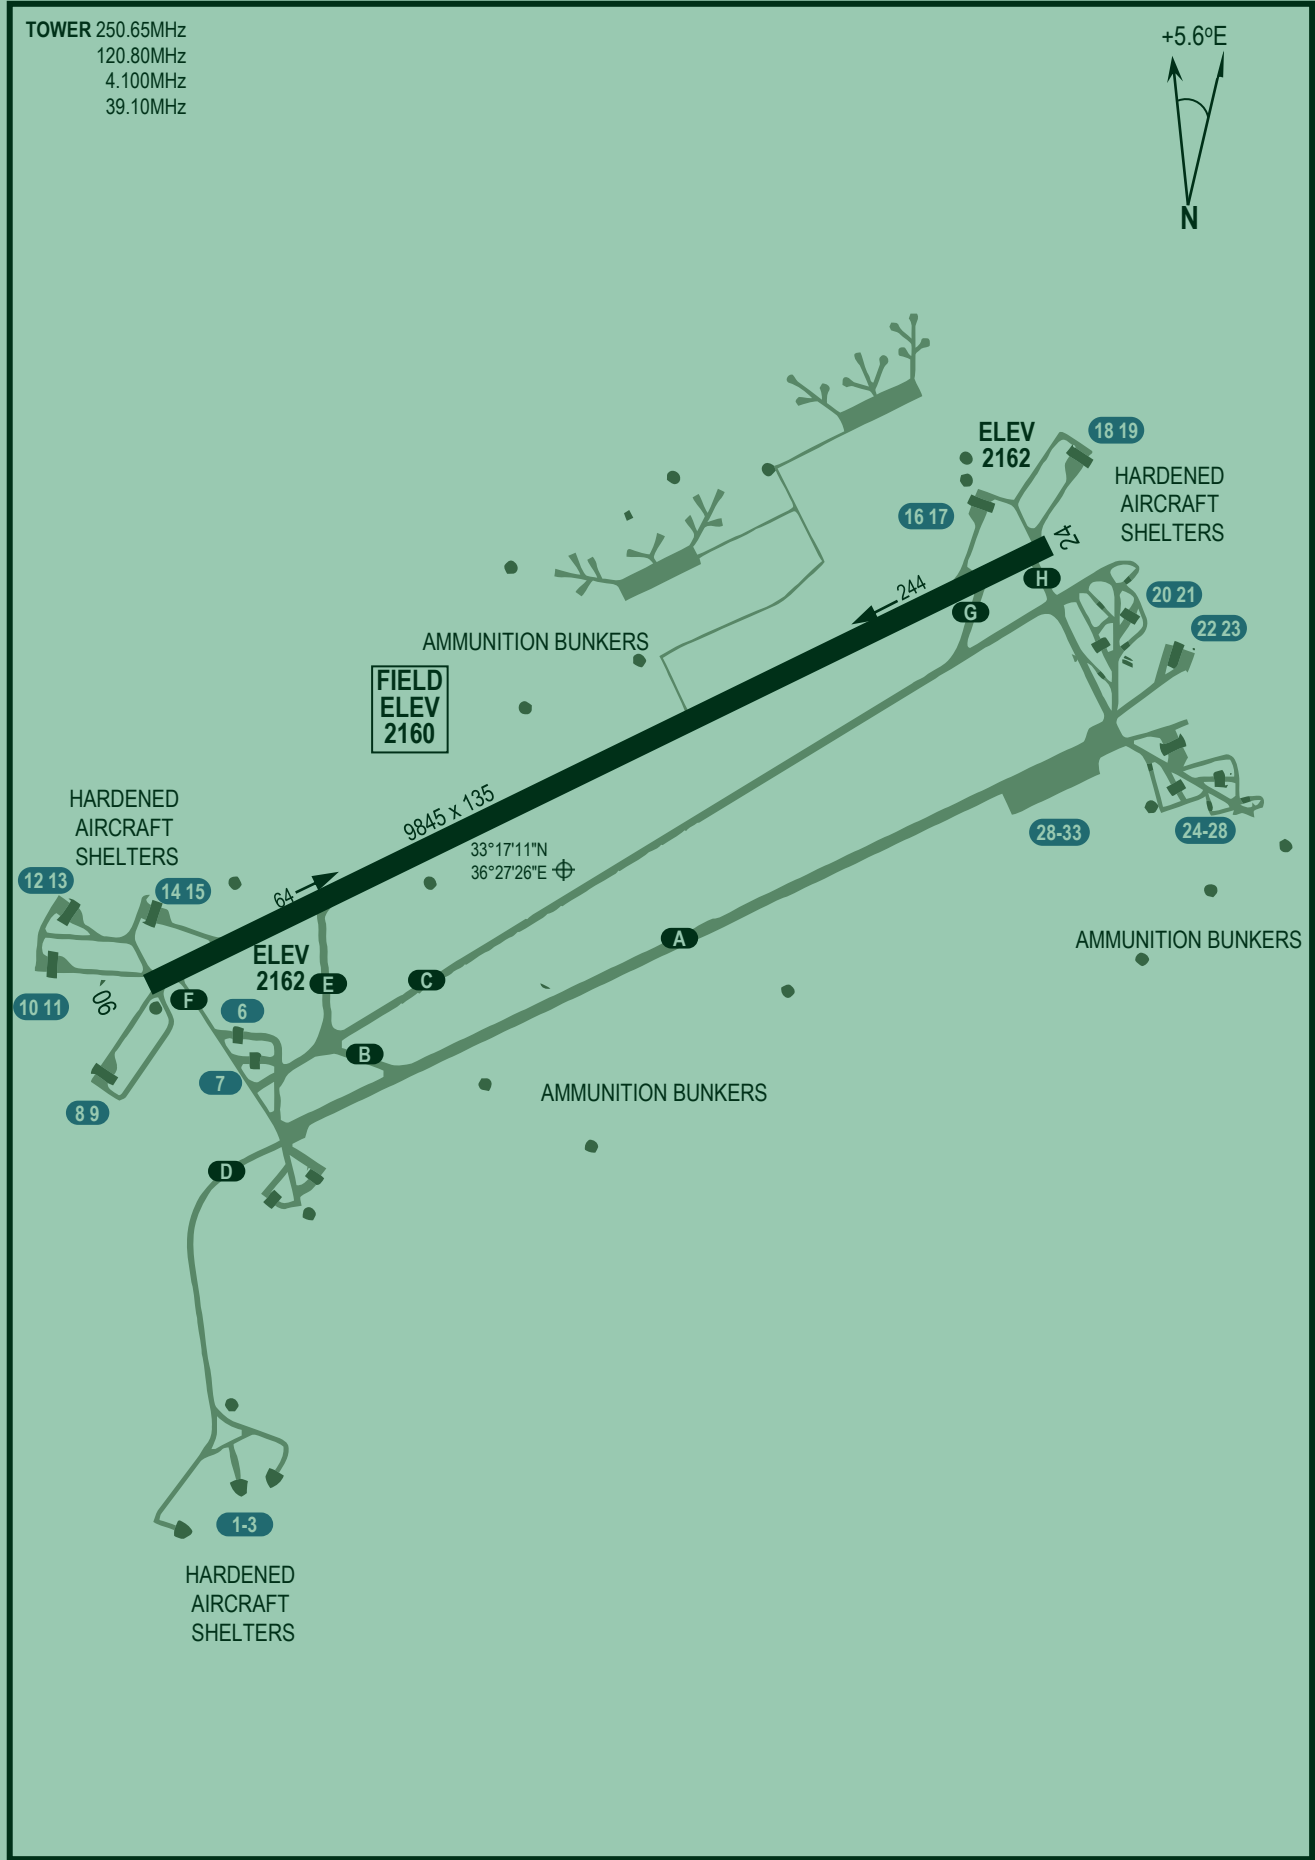 TOWER 250.65MHz
120.80MHz
4.100MHz
39.10MHz
+5.6ºE
N
ELEV
2162
18 19
HARDENED
AIRCRAFT
SHELTERS
16 17
24
H
20 21
244
G
22 23
AMMUNITION BUNKERS
FIELD
ELEV
2160
HARDENED
AIRCRAFT
SHELTERS
9845 x 135
33°17'11"N
36°27'26"E
28-33
24-28
12 13
14 15
64
A
AMMUNITION BUNKERS
ELEV
2162
E
C
06
F
10 11
6
B
7
8 9
AMMUNITION BUNKERS
D
1-3
HARDENED
AIRCRAFT
SHELTERS